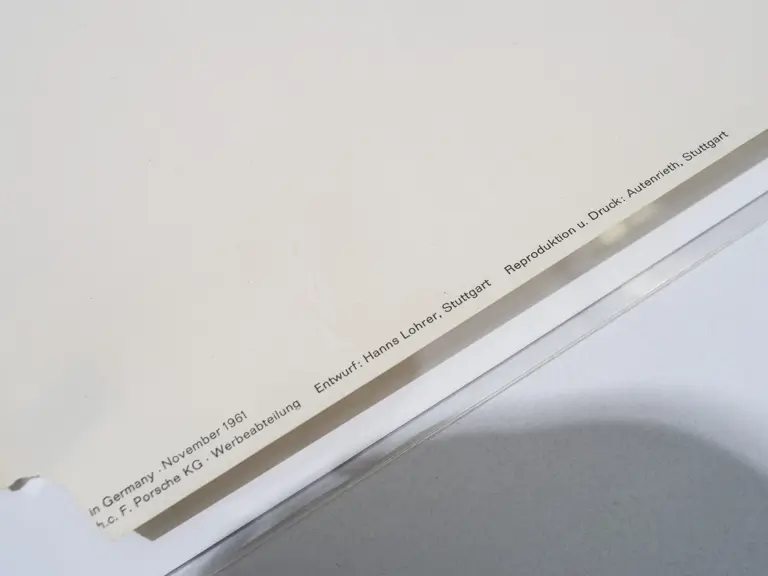 in Germany · November 1961
h.c. F. Porsche KG · Werbeabteilung Entwurf: Hanns Lohrer, Stuttgart Reproduktion u. Druck: Autenrieth, Stuttgart